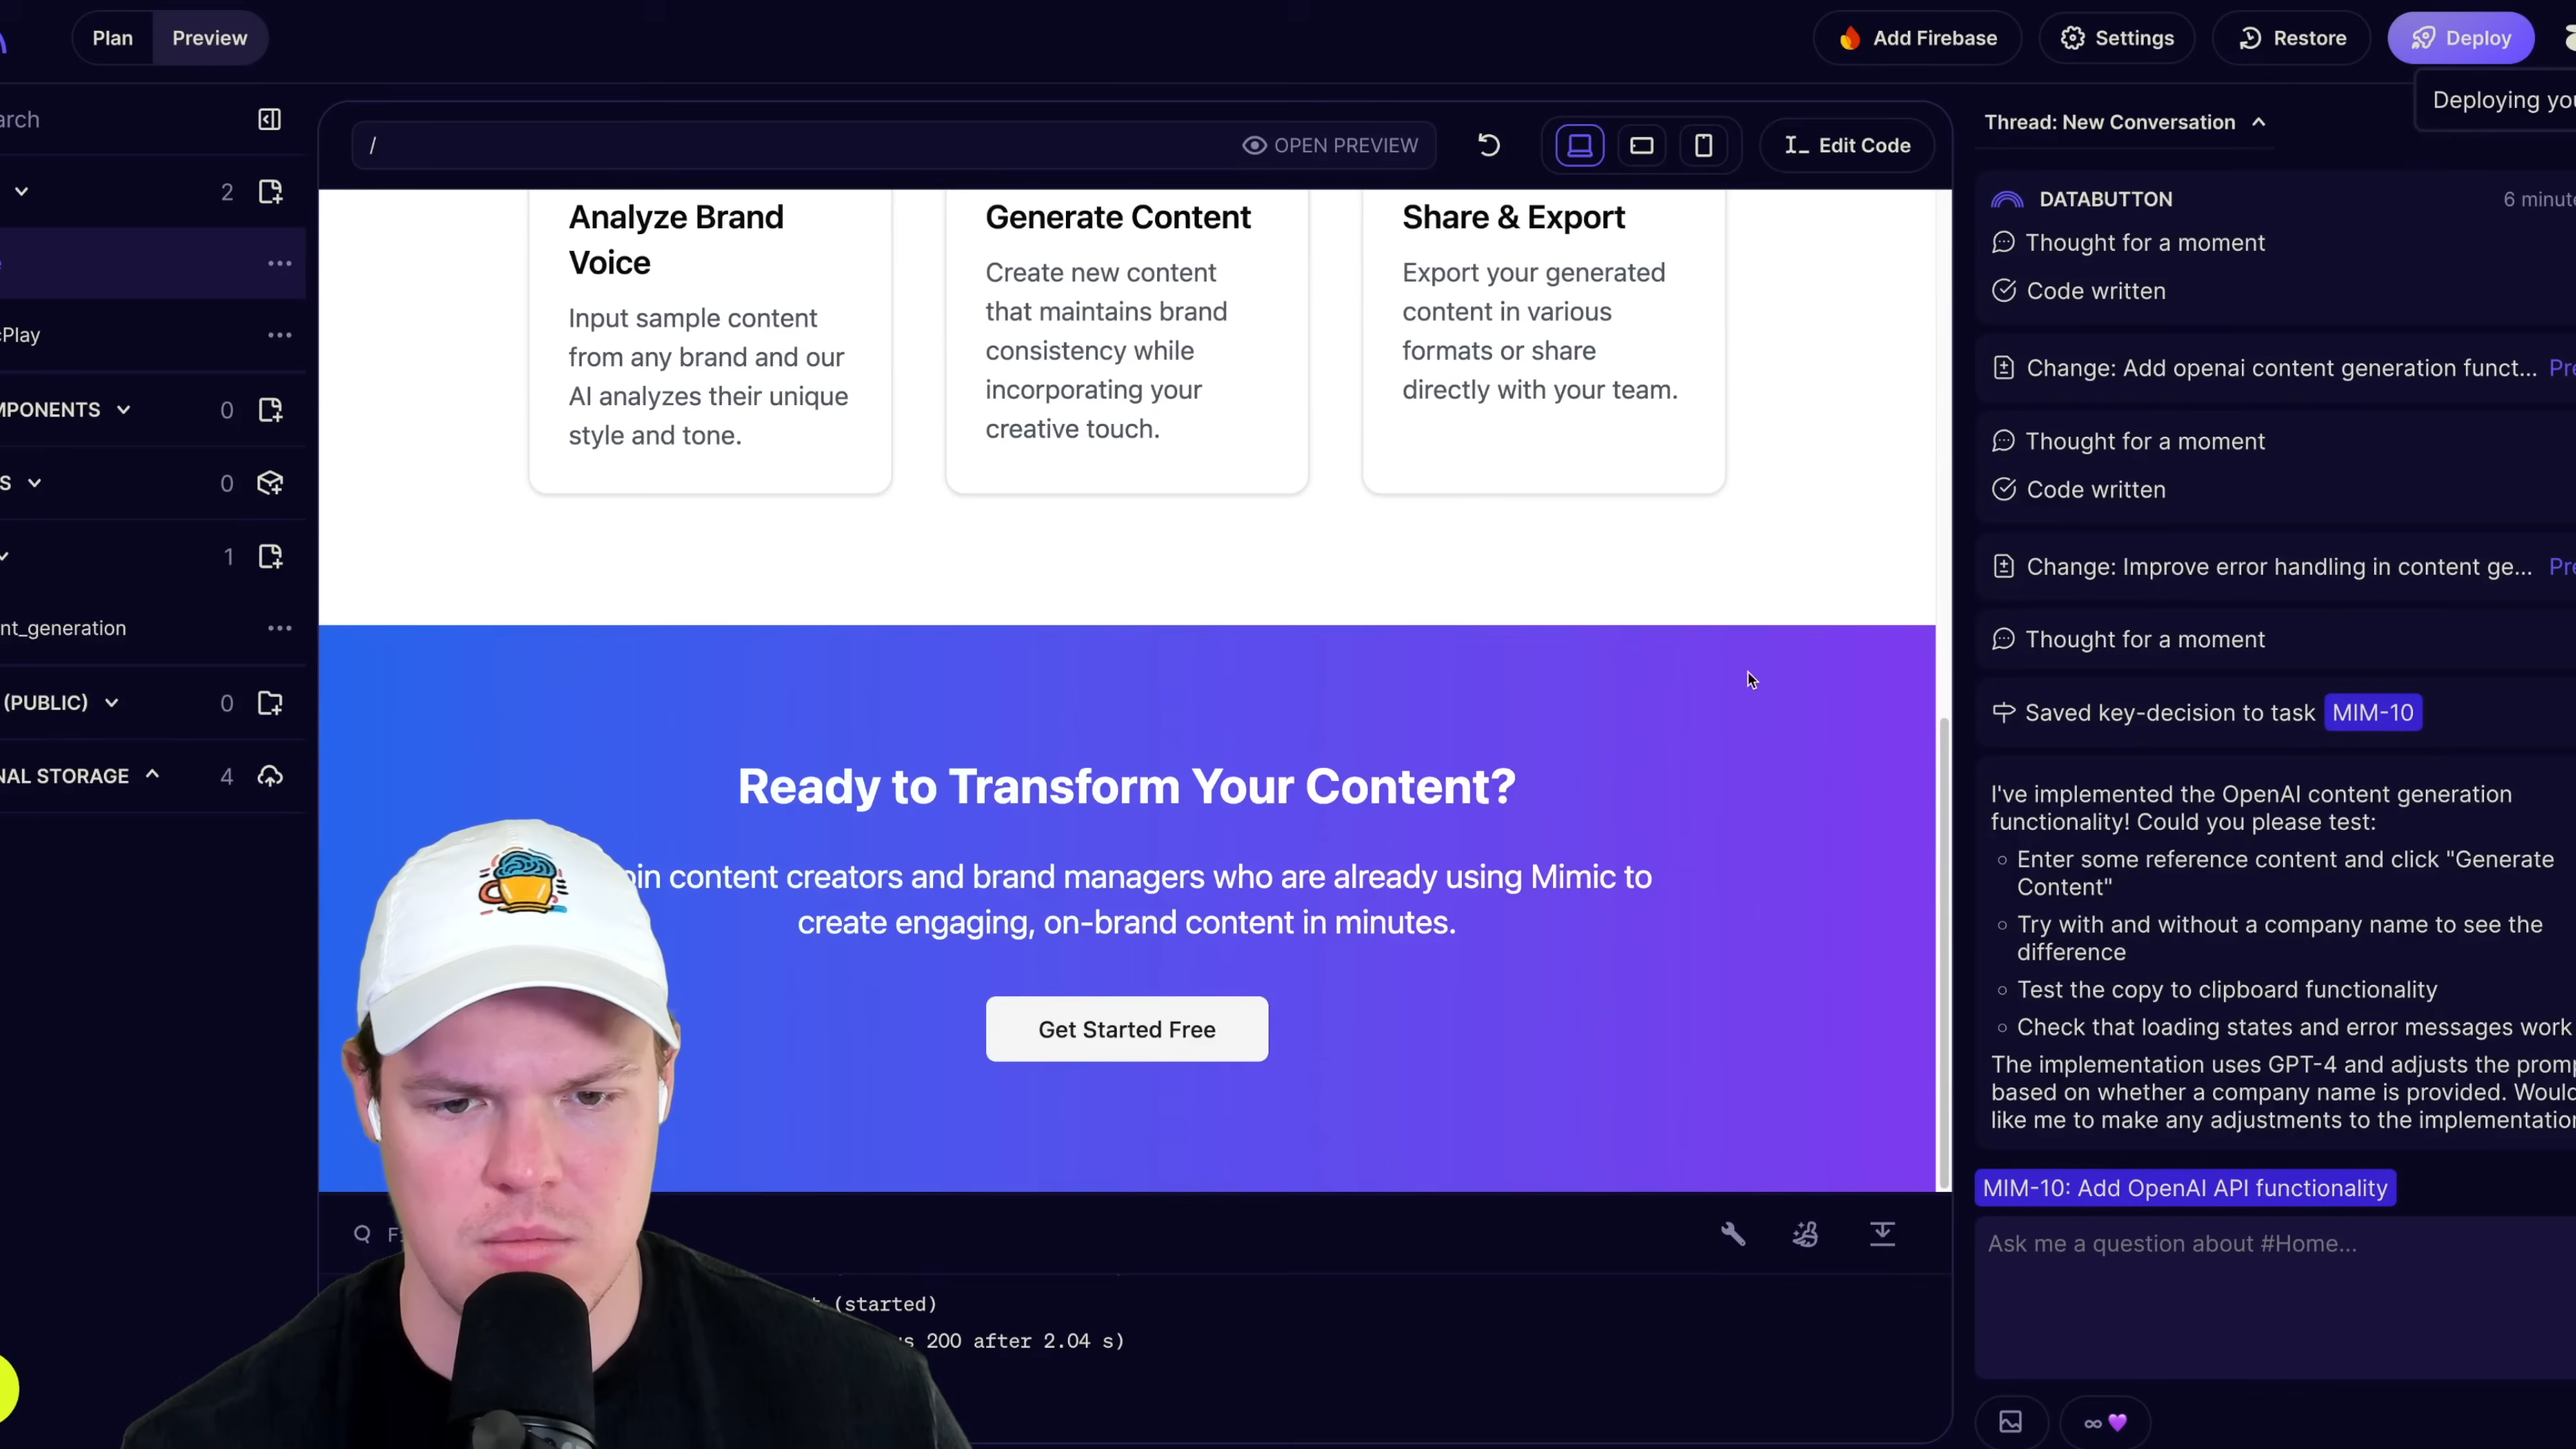 Plan
Preview
Add Firebase
Settings
Restore
Deploy
Deploying
/
OPEN PREVIEW
Edit Code
2
0
0
1
(PUBLIC)
0
STORAGE
4
Analyze Brand
Voice
Input sample content
from any brand and our
AI analyzes their unique
style and tone.
Generate Content
Create new content
that maintains brand
consistency while
incorporating your
creative touch.
Share & Export
Export your generated
content in various
formats or share
directly with your team.
Ready to Transform Your Content?
content creators and brand managers who are already using Mimic to
create engaging, on-brand content in minutes.
Get Started Free
(started)
200 after 2.04 s)
Thread: New Conversation
DATABUTTON
6
Thought for a moment
Code written
Change: Add openai content generation funct...
Thought for a moment
Code written
Change: Improve error handling in content ge...
Thought for a moment
Saved key-decision to task MIM-10
I've implemented the OpenAI content generation
functionality! Could you please test:
Enter some reference content and click "Generate
Content"
Try with and without a company name to see the
difference
Test the copy to clipboard functionality
Check that loading states and error messages work
The implementation uses GPT-4 and adjusts the
based on whether a company name is provided.
like me to make any adjustments to the
MIM-10: Add OpenAI API functionality
Ask me a question about #Home...